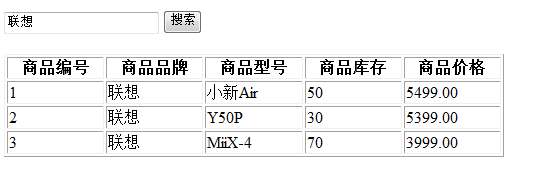 联想 搜索
商品编号 商品品牌 商品型号 商品库存 商品价格
1 联想 小新Air 50 5499.00
2 联想 Y50P 30 5399.00
3 联想 MiiX-4 70 3999.00